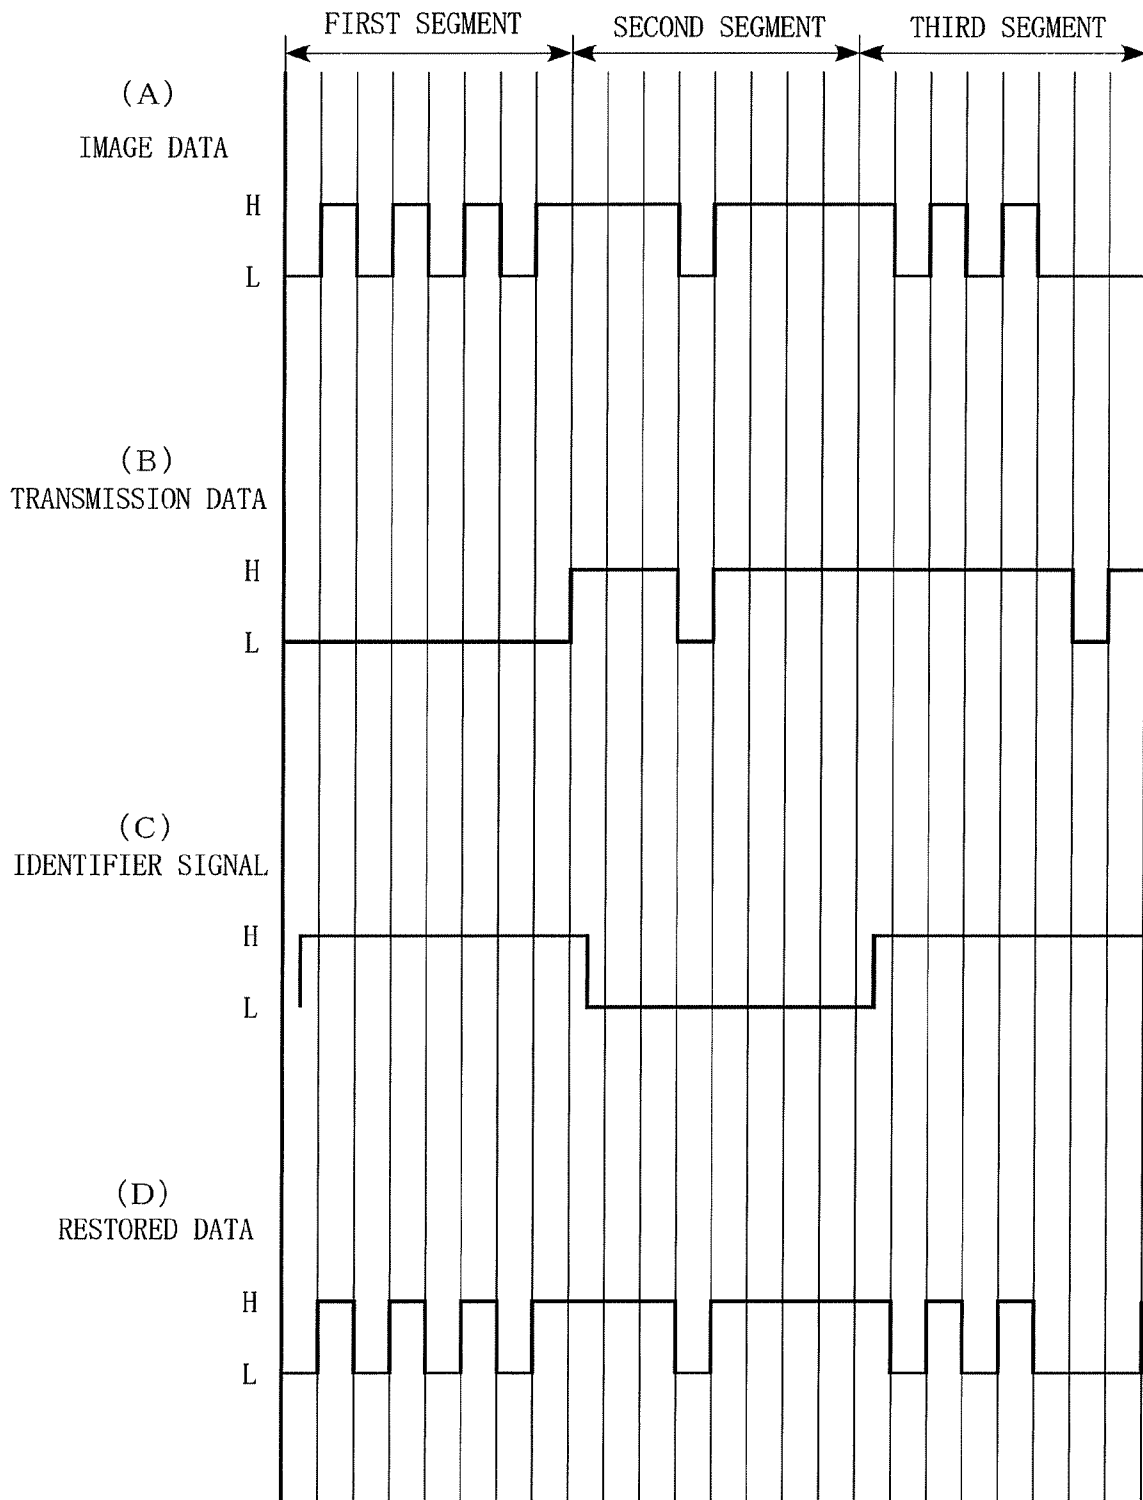 FIRST SEGMENT
SECOND SEGMENT
THIRD SEGMENT
(A)
IMAGE DATA
H
L
(B)
TRANSMISSION DATA
H
L
(C)
IDENTIFIER SIGNAL
H
L
(D)
RESTORED DATA
H
L